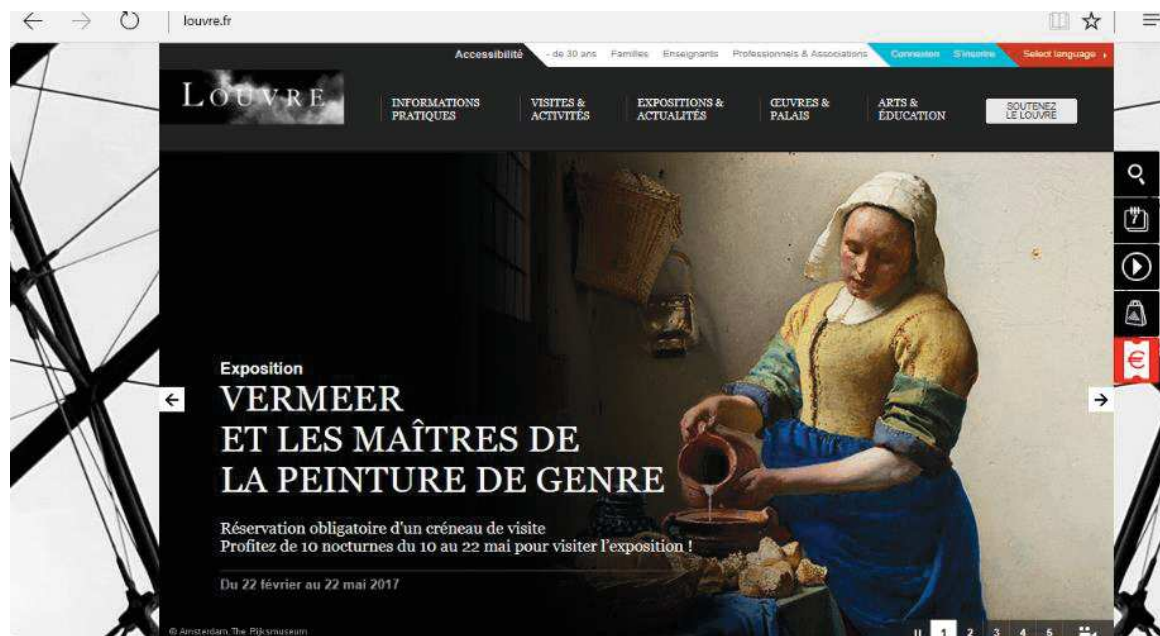 louvre.fr
Accessibilité - de 30 ans Familles Enseignants Professionnels & Associations Connexion S'inscrire Select language
LOUVRE
INFORMATIONS
PRATIQUES
VISITES &
ACTIVITÉS
EXPOSITIONS &
ACTUALITÉS
ŒUVRES &
PALAIS
ARTS &
ÉDUCATION
SOUTENEZ
LE LOUVRE
7
€
Exposition
VERMEER
ET LES MAÎTRES DE
LA PEINTURE DE GENRE
Réservation obligatoire d'un créneau de visite
Profitez de 10 nocturnes du 10 au 22 mai pour visiter l'exposition !
Du 22 février au 22 mai 2017
© Amsterdam, The Rijksmuseum
1 2 3 4 5